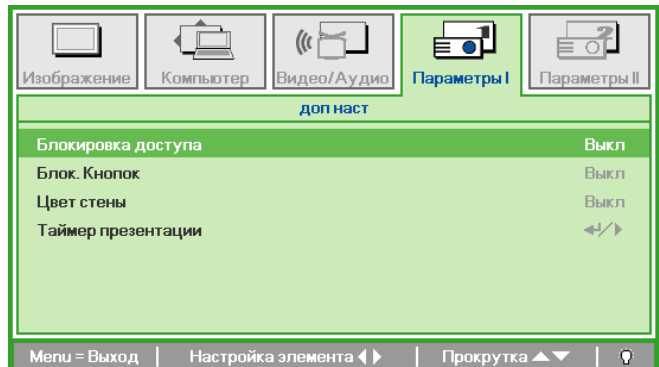 Изображение Компьютер Видео/Аудио Параметры I Параметры II
доп наст
Блокировка доступа Выкл
Блок. Кнопок Выкл
Цвет стены Выкл
Таймер презентации
Menu = Выход Настройка элемента Прокрутка